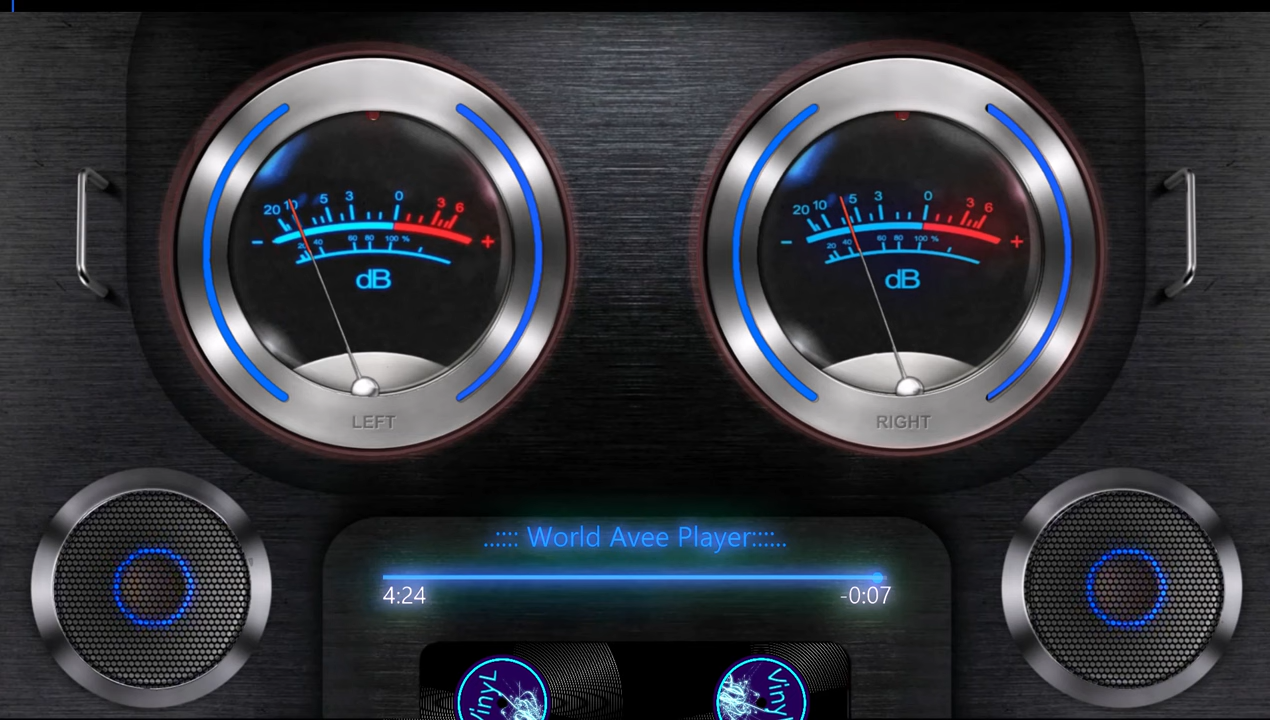 20 10 5 3 0 3 6
- +
20 40 60 80 100 %
dB
LEFT
20 10 5 3 0 3 6
- +
20 40 60 80 100 %
dB
RIGHT
..:::: World Avee Player::::..
4:24 -0:07
VinyL
Vinyl